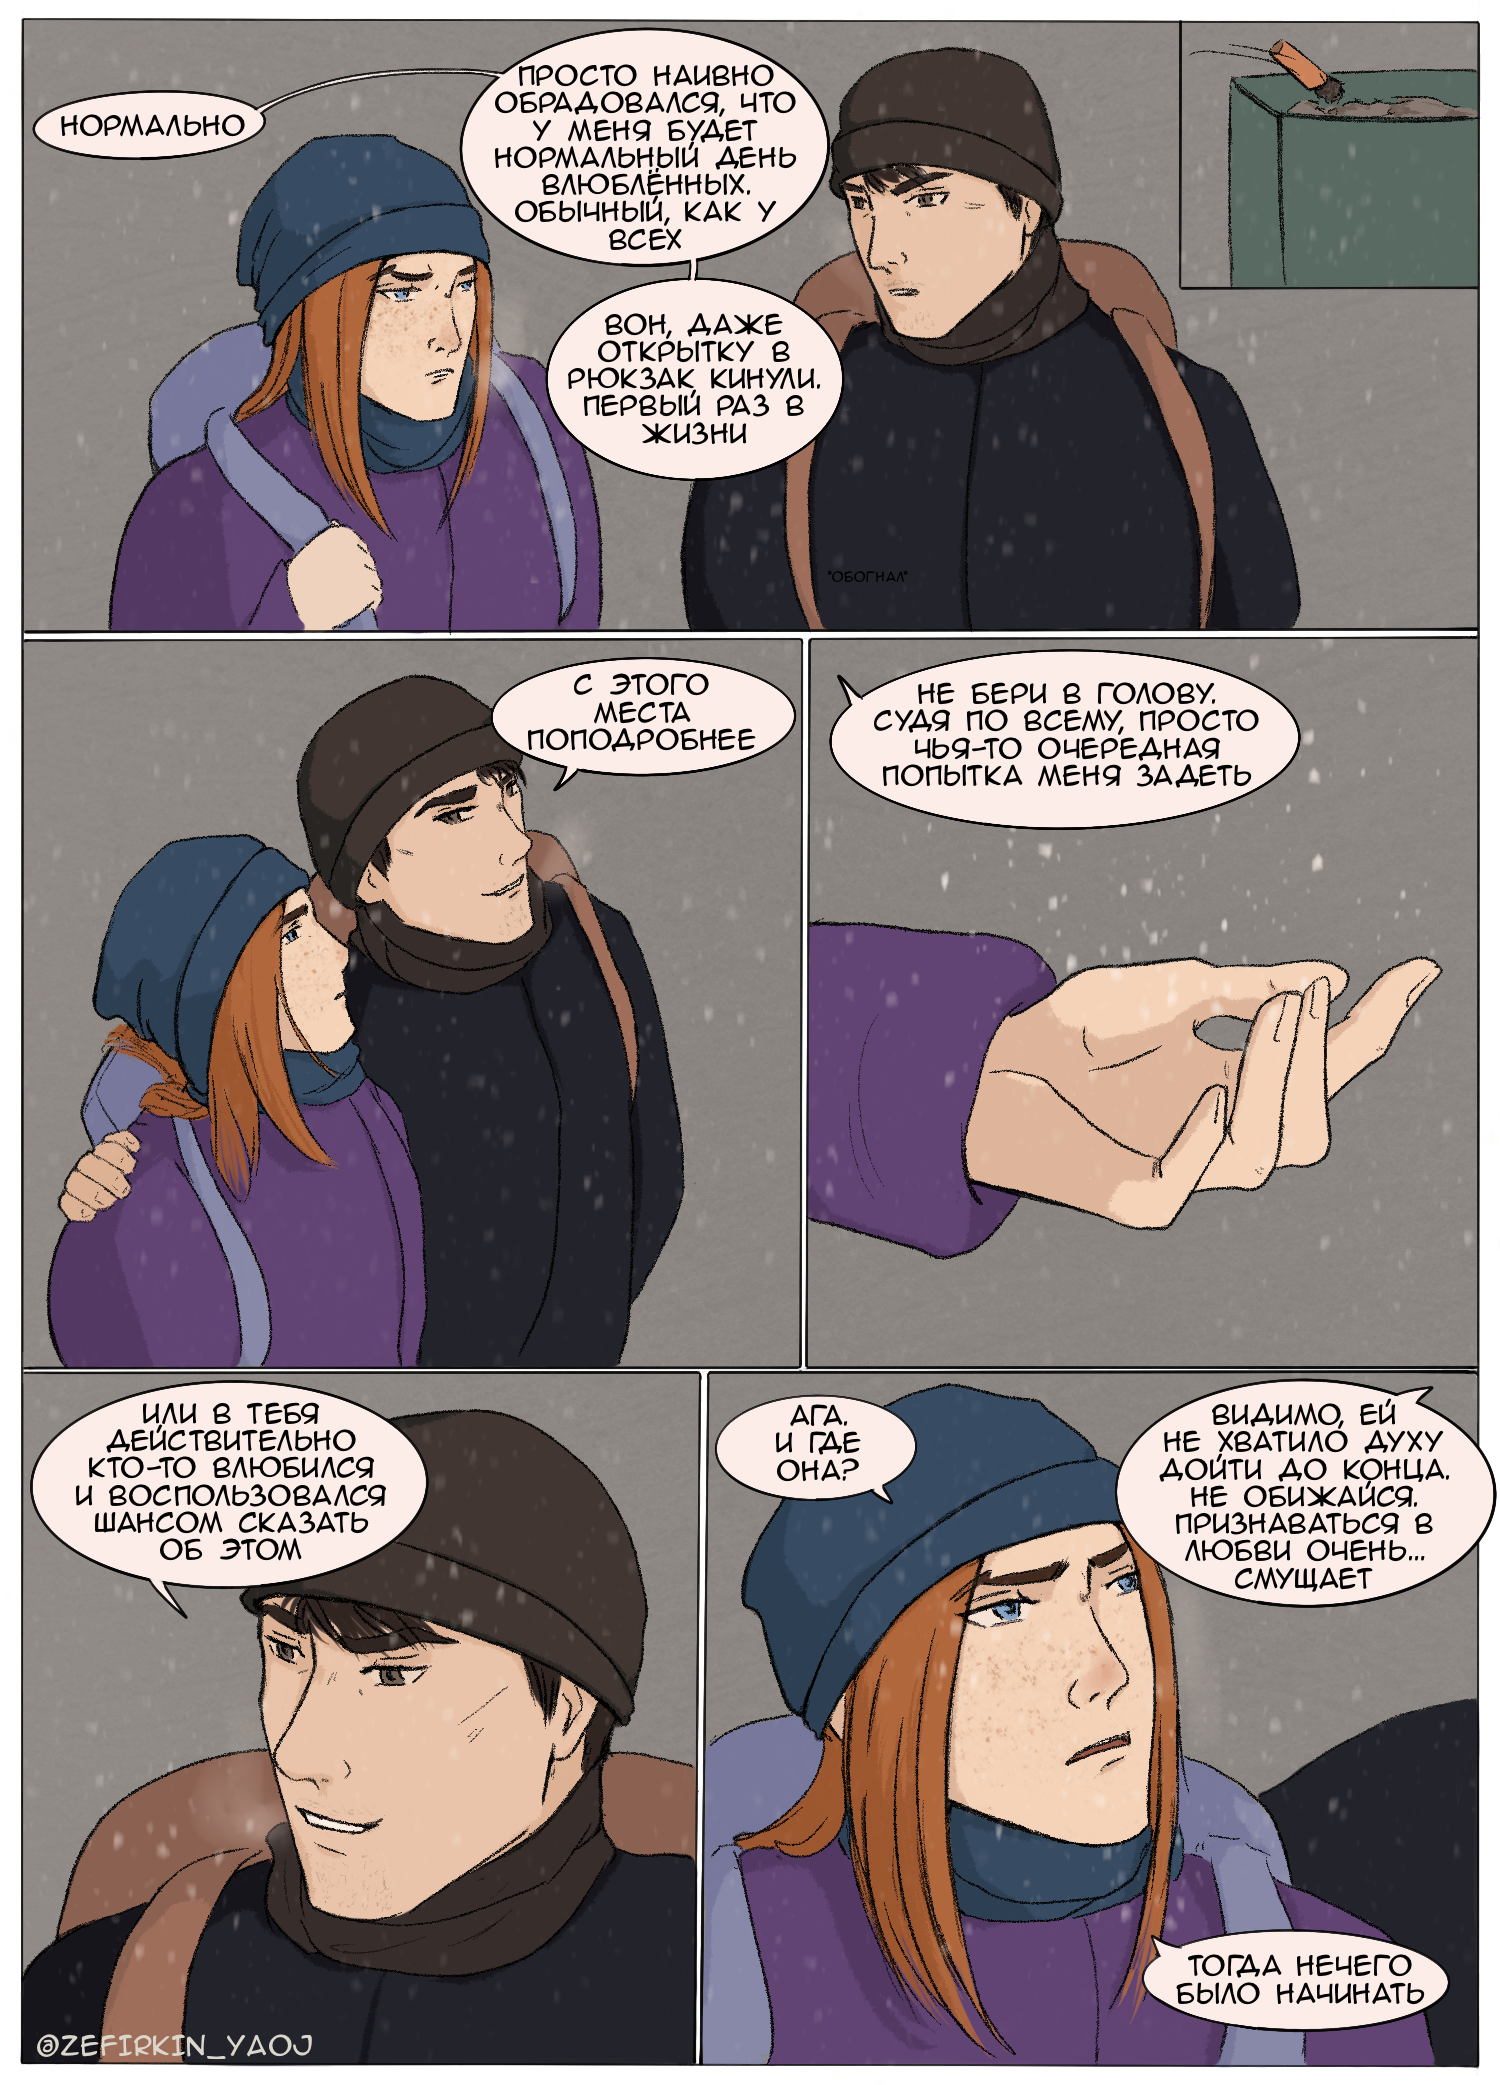 НОРМАЛЬНО
ПРОСТО НАИВНО
ОБРАДОВАЛСЯ, ЧТО
У МЕНЯ БУДЕТ
НОРМАЛЬНЫЙ ДЕНЬ
ВЛЮБЛЁННЫХ.
ОБЫЧНЫЙ, КАК У
ВСЕХ
ВОН, ДАЖЕ
ОТКРЫТКУ В
РЮКЗАК КИНУЛИ.
ПЕРВЫЙ РАЗ В
ЖИЗНИ
*ОБОГНАЛ*
С ЭТОГО
МЕСТА
ПОПОДРОБНЕЕ
НЕ БЕРИ В ГОЛОВУ.
СУДЯ ПО ВСЕМУ, ПРОСТО
ЧЬЯ-ТО ОЧЕРЕДНАЯ
ПОПЫТКА МЕНЯ ЗАДЕТЬ
ИЛИ В ТЕБЯ
ДЕЙСТВИТЕЛЬНО
КТО-ТО ВЛЮБИЛСЯ
И ВОСПОЛЬЗОВАЛСЯ
ШАНСОМ СКАЗАТЬ
ОБ ЭТОМ
АГА.
И ГДЕ
ОНА?
ВИДИМО, ЕЙ
НЕ ХВАТИЛО ДУХУ
ДОЙТИ ДО КОНЦА.
НЕ ОБИЖАЙСЯ.
ПРИЗНАВАТЬСЯ В
ЛЮБВИ ОЧЕНЬ...
СМУЩАЕТ
ТОГДА НЕЧЕГО
БЫЛО НАЧИНАТЬ
@ZEFIRKIN_YAOJ